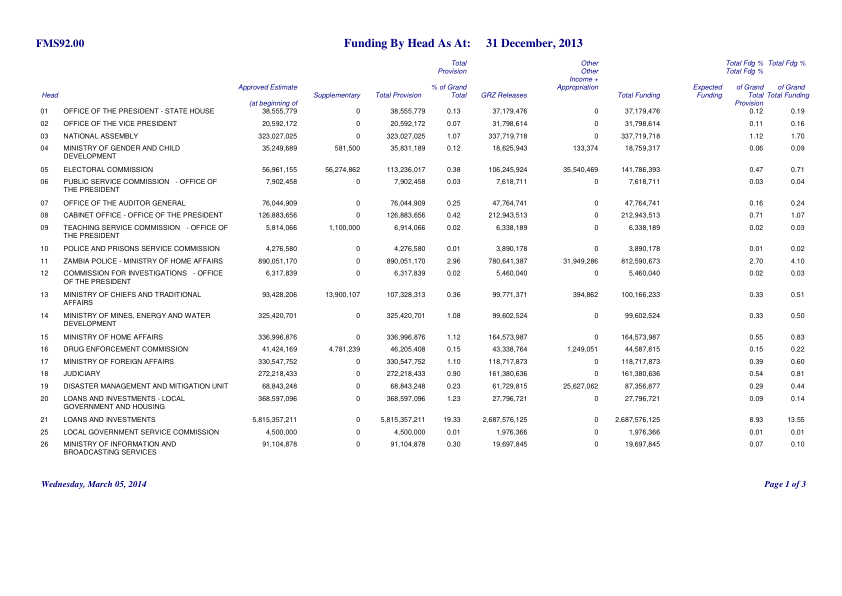 FMS92.00 Funding By Head As At: 31 December, 2013
Total Other Total Fdg % Total Fdg %
Provision Other Total Fdg %
Income +
Approved Estimate % of Grand Appropriation Expected of Grand of Grand
Head Supplementary Total Provision Total GRZ Releases Total Funding Funding Total Total Funding
(at beginning of Provision
01 OFFICE OF THE PRESIDENT - STATE HOUSE 38,555,779 0 38,555,779 0.13 37,179,476 0 37,179,476 0.12 0.19
02 OFFICE OF THE VICE PRESIDENT 20,592,172 0 20,592,172 0.07 31,798,614 0 31,798,614 0.11 0.16
03 NATIONAL ASSEMBLY 323,027,025 0 323,027,025 1.07 337,719,718 0 337,719,718 1.12 1.70
04 MINISTRY OF GENDER AND CHILD 35,249,689 581,500 35,831,189 0.12 18,625,943 133,374 18,759,317 0.06 0.09
DEVELOPMENT
05 ELECTORAL COMMISSION 56,961,155 56,274,862 113,236,017 0.38 106,245,924 35,540,469 141,786,393 0.47 0.71
06 PUBLIC SERVICE COMMISSION - OFFICE OF 7,902,458 0 7,902,458 0.03 7,618,711 0 7,618,711 0.03 0.04
THE PRESIDENT
07 OFFICE OF THE AUDITOR GENERAL 76,044,909 0 76,044,909 0.25 47,764,741 0 47,764,741 0.16 0.24
08 CABINET OFFICE - OFFICE OF THE PRESIDENT 126,883,656 0 126,883,656 0.42 212,943,513 0 212,943,513 0.71 1.07
09 TEACHING SERVICE COMMISSION - OFFICE OF 5,814,066 1,100,000 6,914,066 0.02 6,338,189 0 6,338,189 0.02 0.03
THE PRESIDENT
10 POLICE AND PRISONS SERVICE COMMISSION 4,276,580 0 4,276,580 0.01 3,890,178 0 3,890,178 0.01 0.02
11 ZAMBIA POLICE - MINISTRY OF HOME AFFAIRS 890,051,170 0 890,051,170 2.96 780,641,387 31,949,286 812,590,673 2.70 4.10
12 COMMISSION FOR INVESTIGATIONS - OFFICE 6,317,839 0 6,317,839 0.02 5,460,040 0 5,460,040 0.02 0.03
OF THE PRESIDENT
13 MINISTRY OF CHIEFS AND TRADITIONAL 93,428,206 13,900,107 107,328,313 0.36 99,771,371 394,862 100,166,233 0.33 0.51
AFFAIRS
14 MINISTRY OF MINES, ENERGY AND WATER 325,420,701 0 325,420,701 1.08 99,602,524 0 99,602,524 0.33 0.50
DEVELOPMENT
15 MINISTRY OF HOME AFFAIRS 336,996,876 0 336,996,876 1.12 164,573,987 0 164,573,987 0.55 0.83
16 DRUG ENFORCEMENT COMMISSION 41,424,169 4,781,239 46,205,408 0.15 43,338,764 1,249,051 44,587,815 0.15 0.22
17 MINISTRY OF FOREIGN AFFAIRS 330,547,752 0 330,547,752 1.10 118,717,873 0 118,717,873 0.39 0.60
18 JUDICIARY 272,218,433 0 272,218,433 0.90 161,380,636 0 161,380,636 0.54 0.81
19 DISASTER MANAGEMENT AND MITIGATION UNIT 68,843,248 0 68,843,248 0.23 61,729,815 25,627,062 87,356,877 0.29 0.44
20 LOANS AND INVESTMENTS - LOCAL 368,597,096 0 368,597,096 1.23 27,796,721 0 27,796,721 0.09 0.14
GOVERNMENT AND HOUSING
21 LOANS AND INVESTMENTS 5,815,357,211 0 5,815,357,211 19.33 2,687,576,125 0 2,687,576,125 8.93 13.55
25 LOCAL GOVERNMENT SERVICE COMMISSION 4,500,000 0 4,500,000 0.01 1,976,366 0 1,976,366 0.01 0.01
26 MINISTRY OF INFORMATION AND 91,104,878 0 91,104,878 0.30 19,697,845 0 19,697,845 0.07 0.10
BROADCASTING SERVICES
Wednesday, March 05, 2014 Page 1 of 3